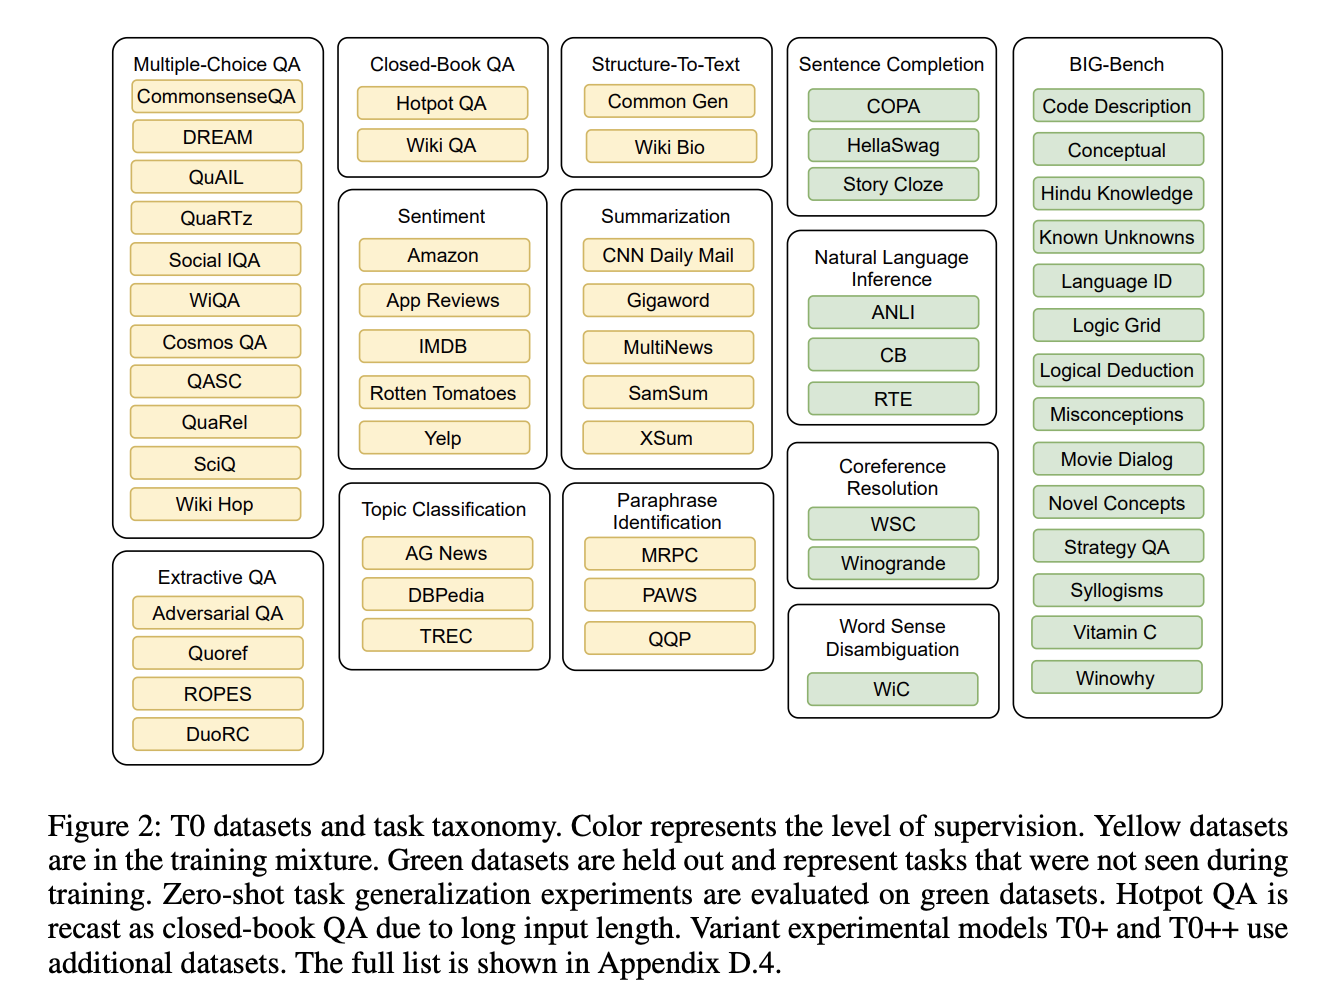 Multiple-Choice QA
CommonsenseQA
DREAM
QuAIL
QuaRTz
Social IQA
WiQA
Cosmos QA
QASC
QuaRel
SciQ
Wiki Hop
Extractive QA
Adversarial QA
Quoref
ROPES
DuoRC
Closed-Book QA
Hotpot QA
Wiki QA
Sentiment
Amazon
App Reviews
IMDB
Rotten Tomatoes
Yelp
Topic Classification
AG News
DBPedia
TREC
Structure-To-Text
Common Gen
Wiki Bio
Summarization
CNN Daily Mail
Gigaword
MultiNews
SamSum
XSum
Paraphrase
Identification
MRPC
PAWS
QQP
Sentence Completion
COPA
HellaSwag
Story Cloze
Natural Language
Inference
ANLI
CB
RTE
Coreference
Resolution
WSC
Winogrande
Word Sense
Disambiguation
WiC
BIG-Bench
Code Description
Conceptual
Hindu Knowledge
Known Unknowns
Language ID
Logic Grid
Logical Deduction
Misconceptions
Movie Dialog
Novel Concepts
Strategy QA
Syllogisms
Vitamin C
Winowhy
Figure 2: T0 datasets and task taxonomy. Color represents the level of supervision. Yellow datasets
are in the training mixture. Green datasets are held out and represent tasks that were not seen during
training. Zero-shot task generalization experiments are evaluated on green datasets. Hotpot QA is
recast as closed-book QA due to long input length. Variant experimental models T0+ and T0++ use
additional datasets. The full list is shown in Appendix D.4.